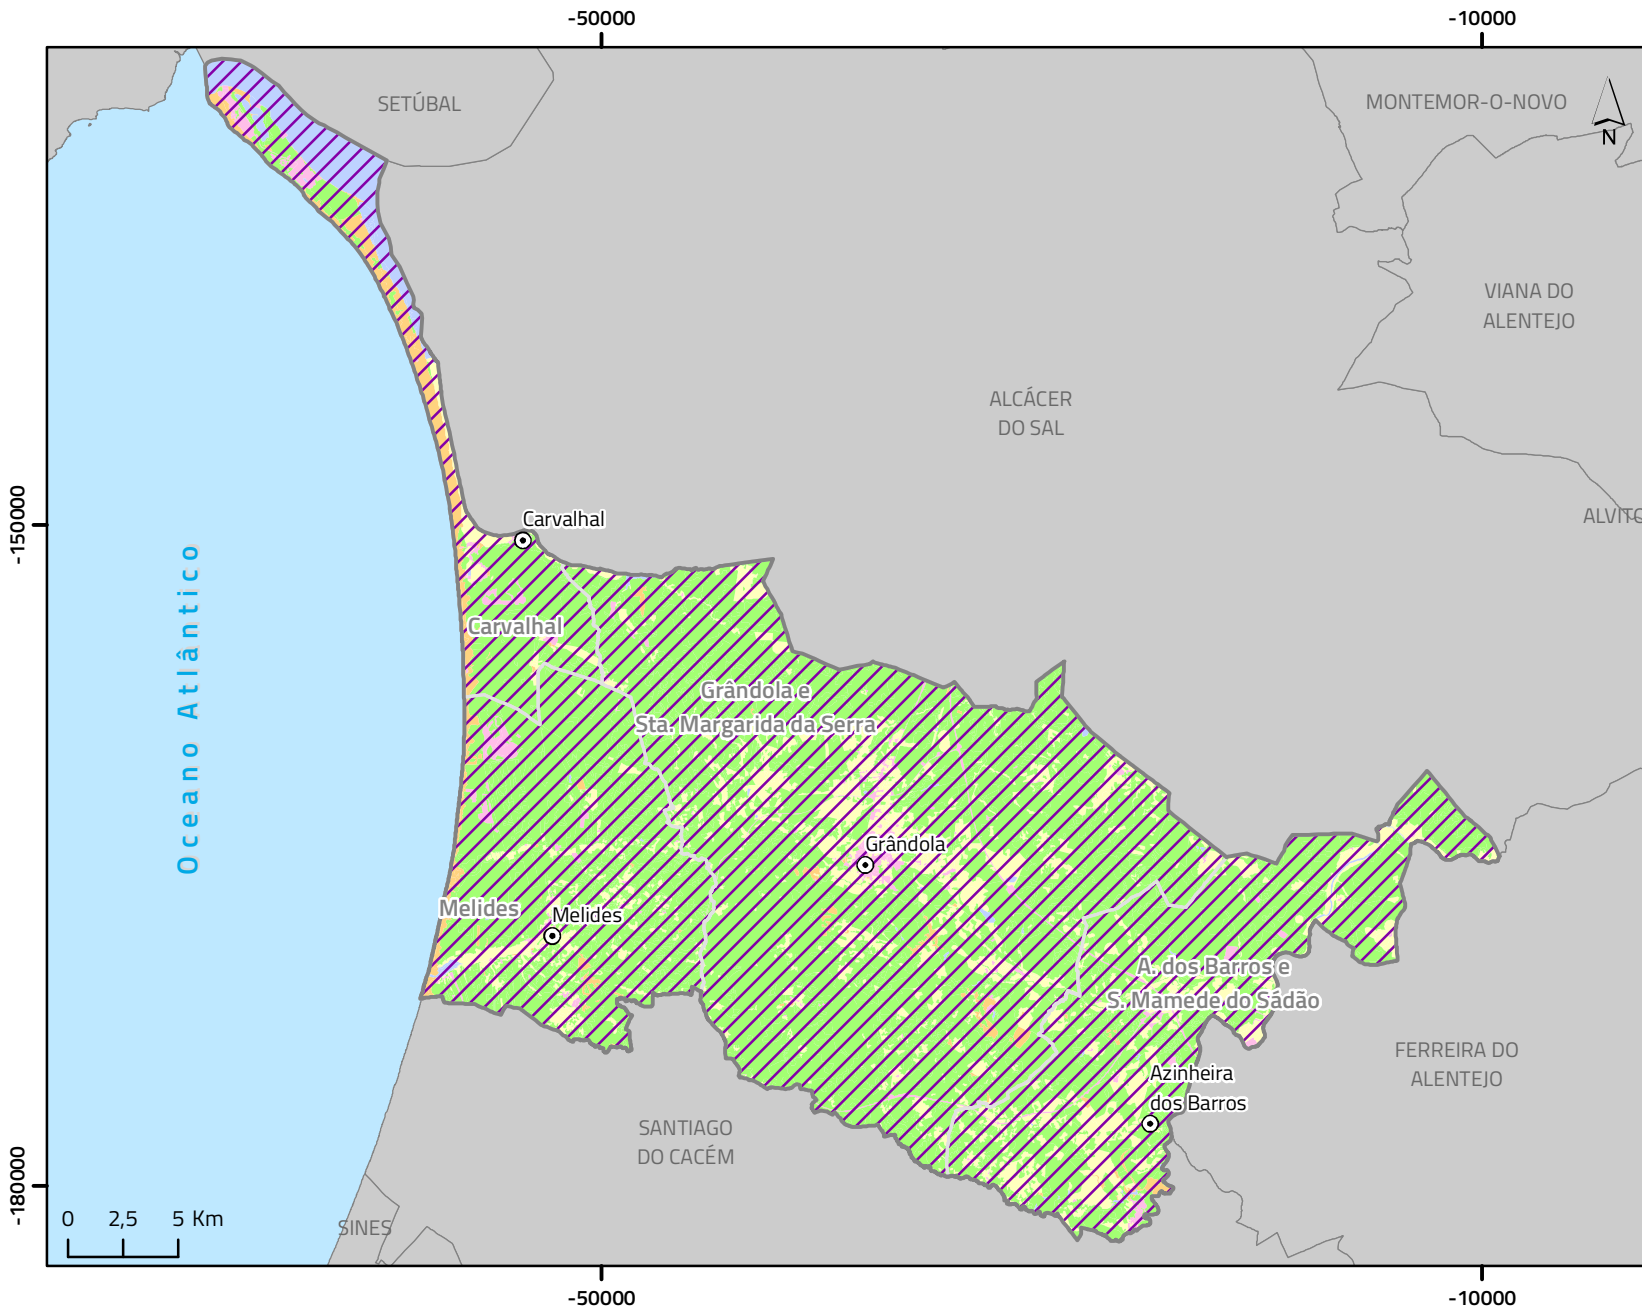 -50000
-10000
SETÚBAL
MONTEMOR-O-NOVO
N
VIANA DO
ALENTEJO
ALCÁCER
DO SAL
-150000
Carvalhal
ALVITO
Oceano Atlântico
Carvalhal
Grândola e
Sta. Margarida da Serra
Grândola
Melides
Melides
A. dos Barros e
S. Mamede do Sádão
FERREIRA DO
ALENTEJO
Azinheira
dos Barros
SANTIAGO
DO CACÉM
-180000
0 2,5 5 Km
SINES
-50000
-10000